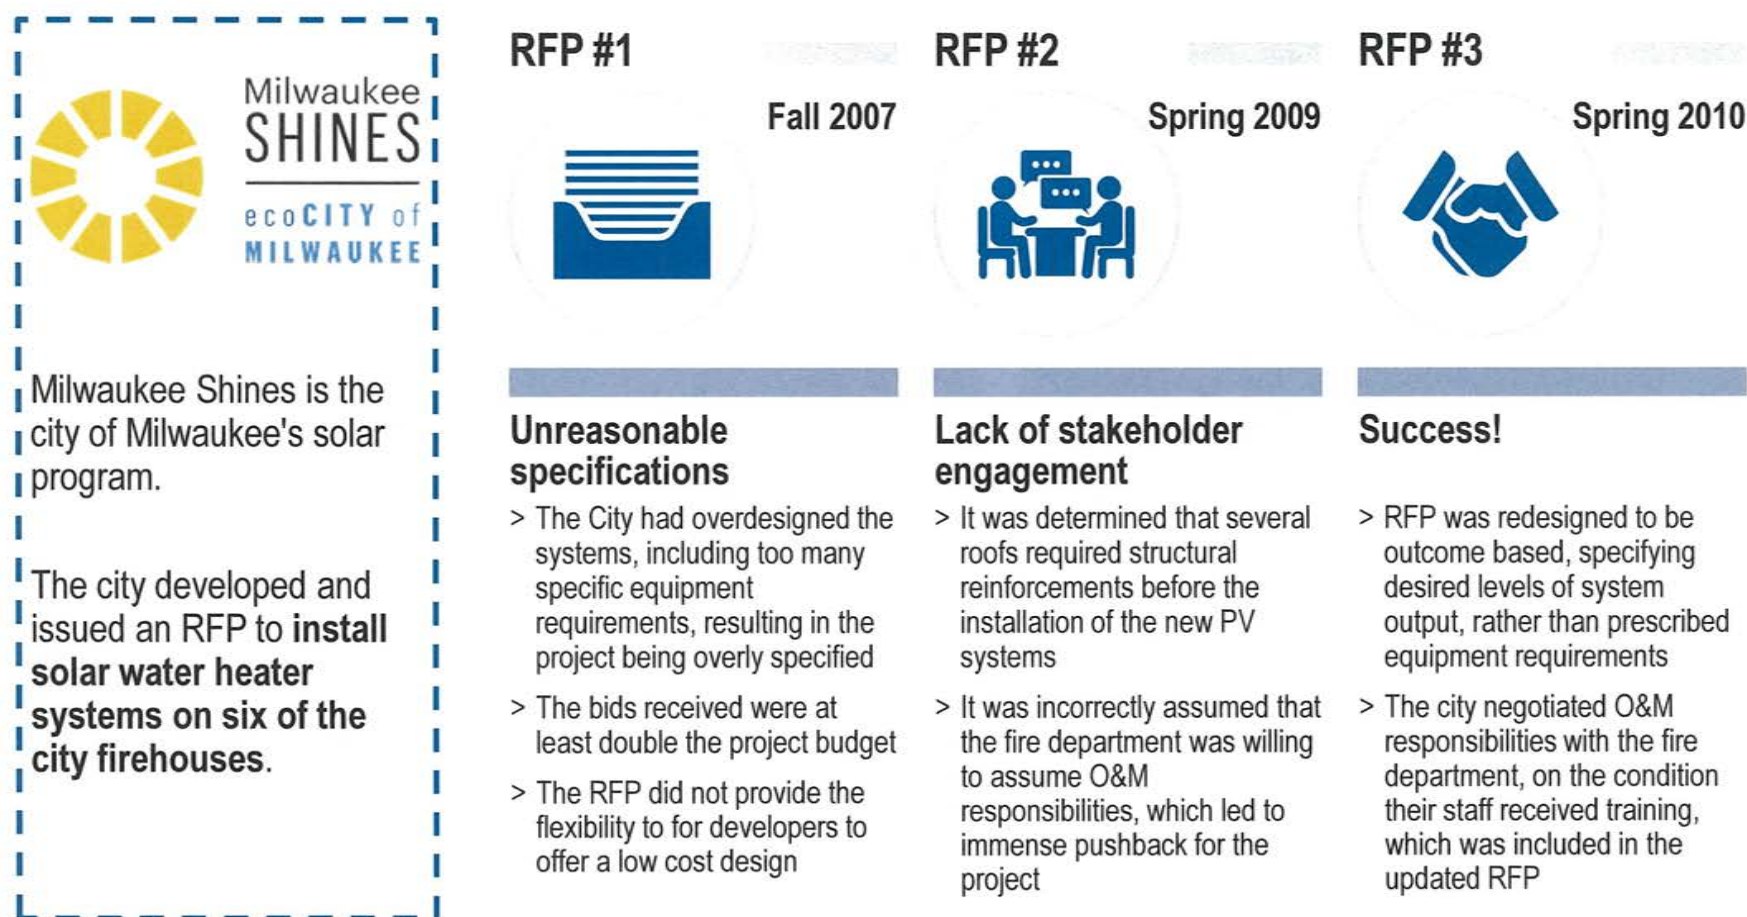 Milwaukee
SHINES
ecoCITY of
MILWAUKEE
Milwaukee Shines is the
city of Milwaukee's solar
program.
The city developed and
issued an RFP to install
solar water heater
systems on six of the
city firehouses.
RFP #1
Fall 2007
Unreasonable
specifications
> The City had overdesigned the
systems, including too many
specific equipment
requirements, resulting in the
project being overly specified
> The bids received were at
least double the project budget
> The RFP did not provide the
flexibility to for developers to
offer a low cost design
RFP #2
Spring 2009
Lack of stakeholder
engagement
> It was determined that several
roofs required structural
reinforcements before the
installation of the new PV
systems
> It was incorrectly assumed that
the fire department was willing
to assume O&M
responsibilities, which led to
immense pushback for the
project
RFP #3
Spring 2010
Success!
> RFP was redesigned to be
outcome based, specifying
desired levels of system
output, rather than prescribed
equipment requirements
> The city negotiated O&M
responsibilities with the fire
department, on the condition
their staff received training,
which was included in the
updated RFP